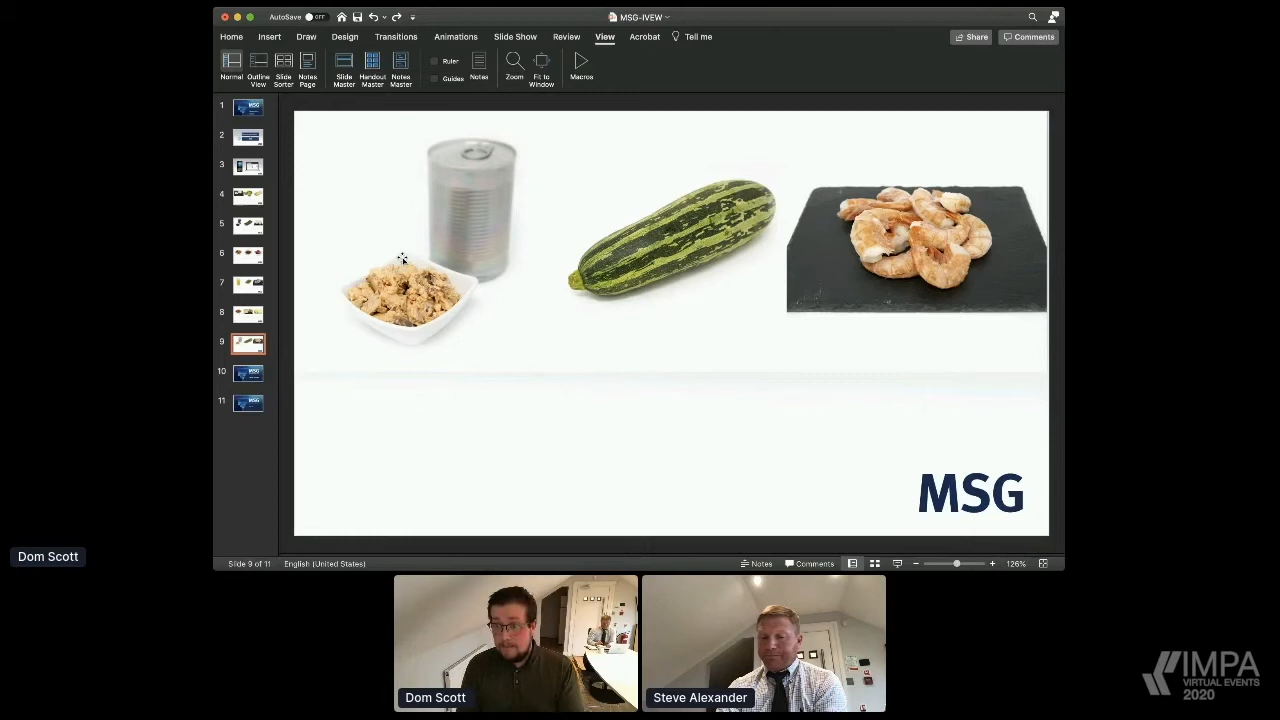 AutoSave OFF
MSG-IVEW
Home Insert Draw Design Transitions Animations Slide Show Review View Acrobat Tell me
Share Comments
Normal
Outline View
Slide Sorter
Notes Page
Slide Master
Handout Master
Notes Master
Ruler
Guides
Notes
Zoom
Fit to Window
Macros
1
MSG
2
3
4
5
6
7
8
9
10
MSG
11
MSG
MSG
Slide 9 of 11 English (United States)
Notes Comments 126%
Dom Scott
Dom Scott
Steve Alexander
IMPA
VIRTUAL EVENTS
2020